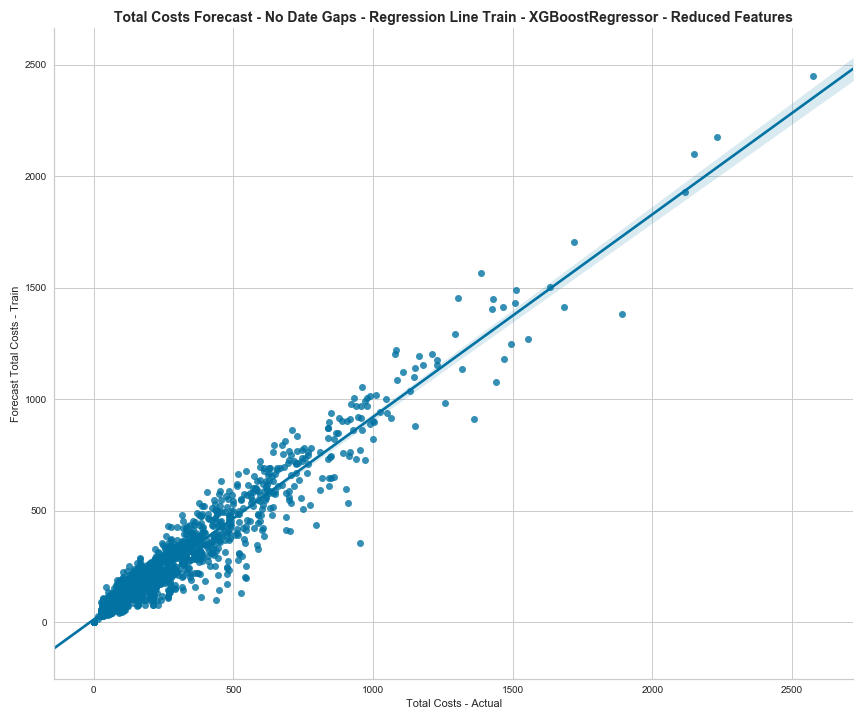 Total Costs Forecast - No Date Gaps - Regression Line Train - XGBoostRegressor - Reduced Features
2500
2000
1500
1000
500
0
Forecast Total Costs - Train
0 500 1000 1500 2000 2500
Total Costs - Actual